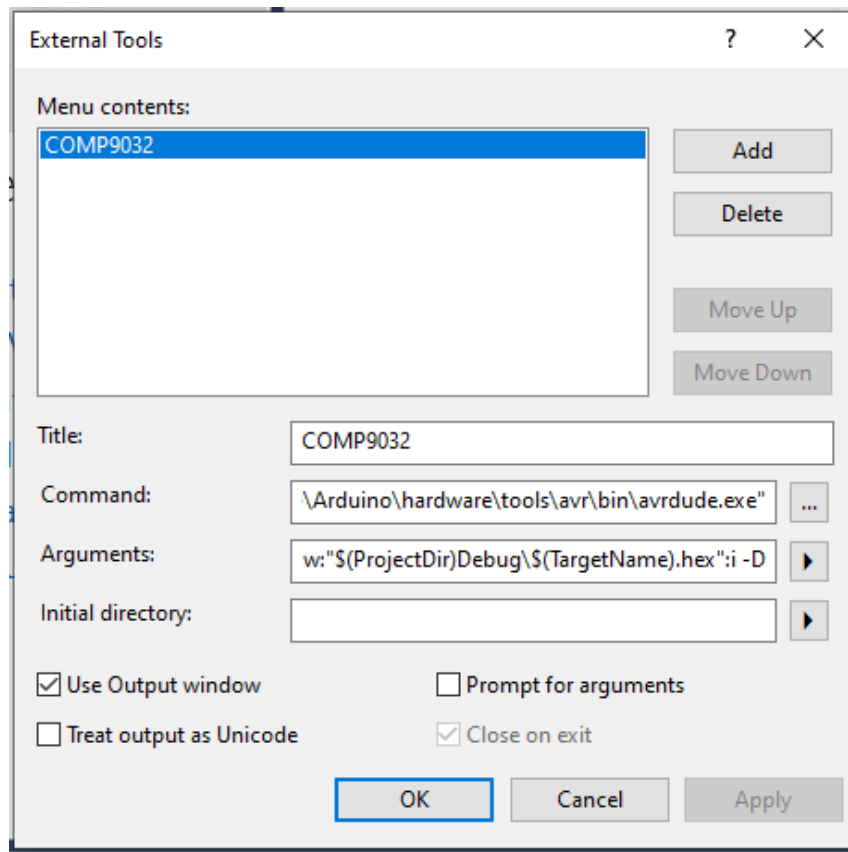 External Tools ? ×
Menu contents:
COMP9032
Add
Delete
Move Up
Move Down
Title: COMP9032
Command: \Arduino\hardware\tools\avr\bin\avrdude.exe" ...
Arguments: w:"$(ProjectDir)Debug\$(TargetName).hex":i -D
Initial directory:
Use Output window Prompt for arguments
Treat output as Unicode Close on exit
OK Cancel Apply